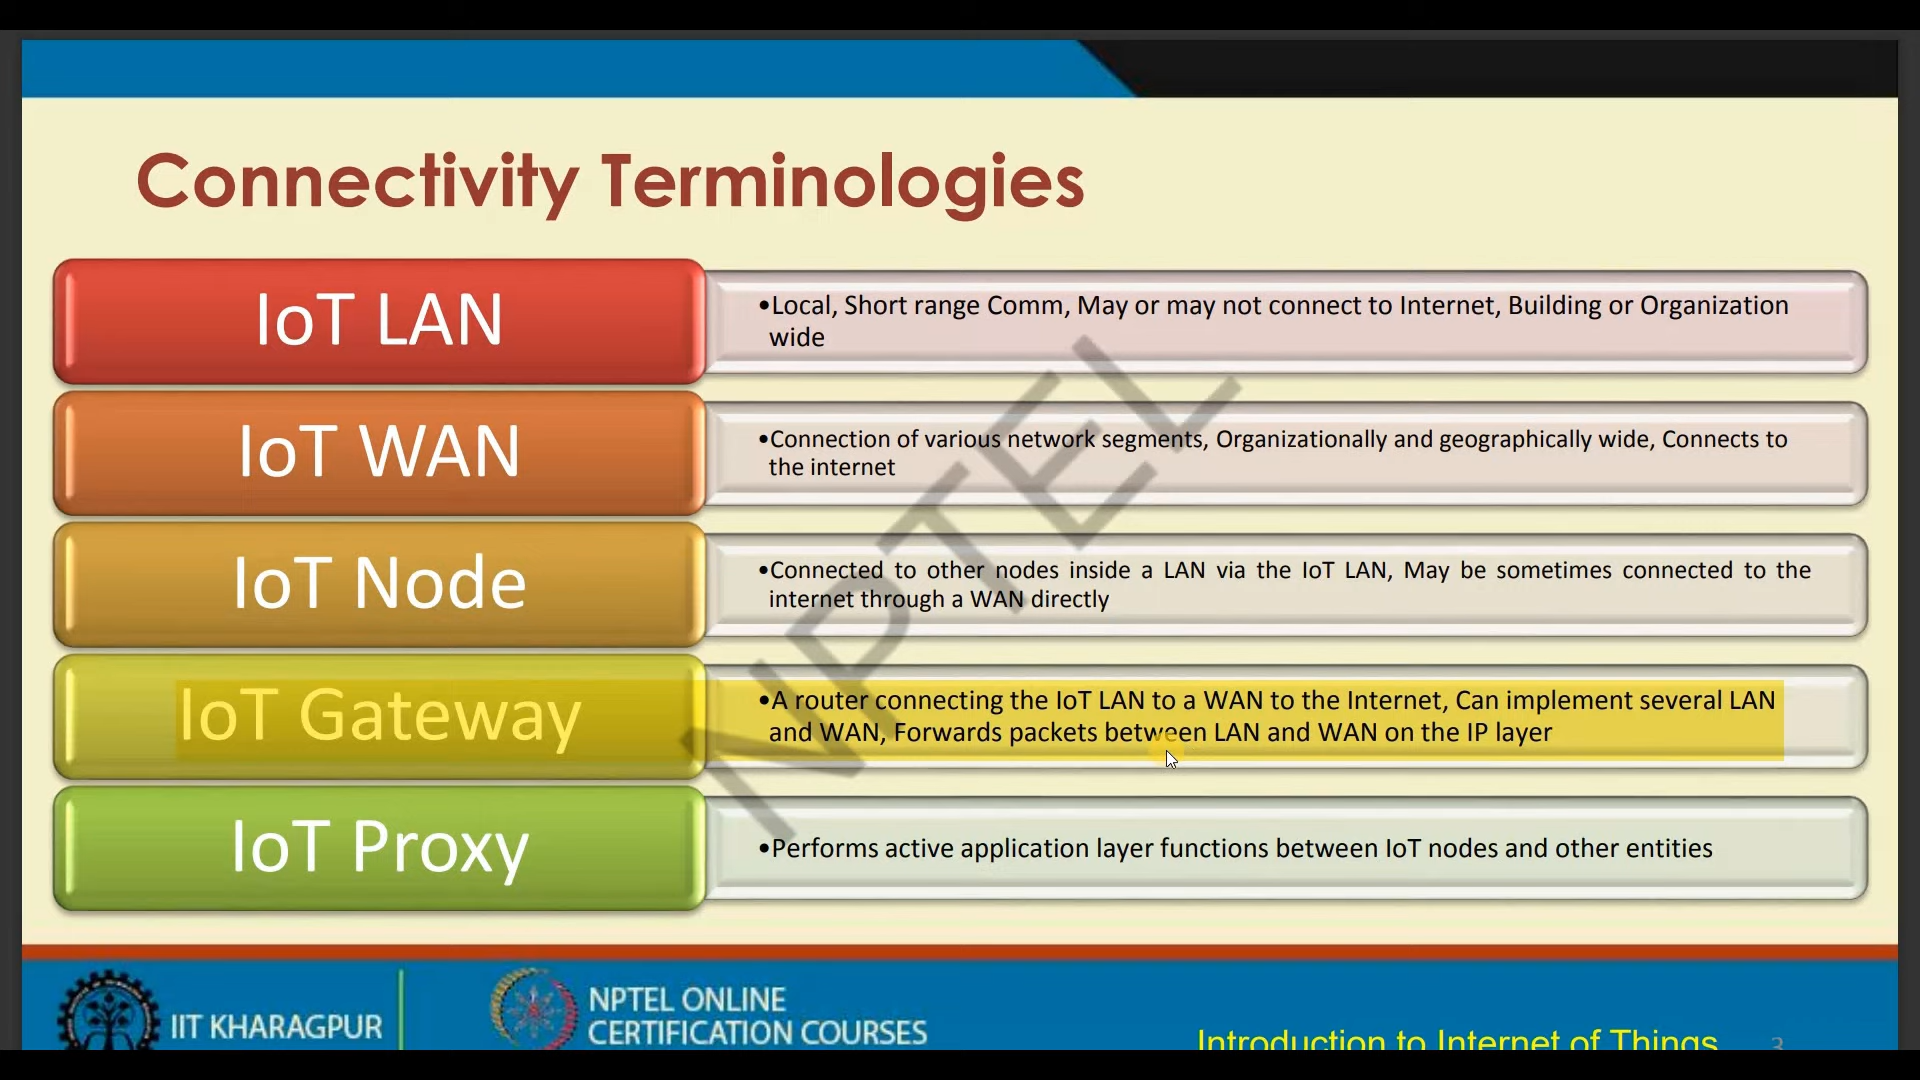 Connectivity Terminologies
IoT LAN
•Local, Short range Comm, May or may not connect to Internet, Building or Organization
wide
IoT WAN
•Connection of various network segments, Organizationally and geographically wide, Connects to
the internet
IoT Node
•Connected to other nodes inside a LAN via the IoT LAN, May be sometimes connected to the
internet through a WAN directly
IoT Gateway
•A router connecting the IoT LAN to a WAN to the Internet, Can implement several LAN
and WAN, Forwards packets between LAN and WAN on the IP layer
IoT Proxy
•Performs active application layer functions between IoT nodes and other entities
NPTEL
IIT KHARAGPUR
NPTEL ONLINE
CERTIFICATION COURSES
Introduction to Internet of Things
3